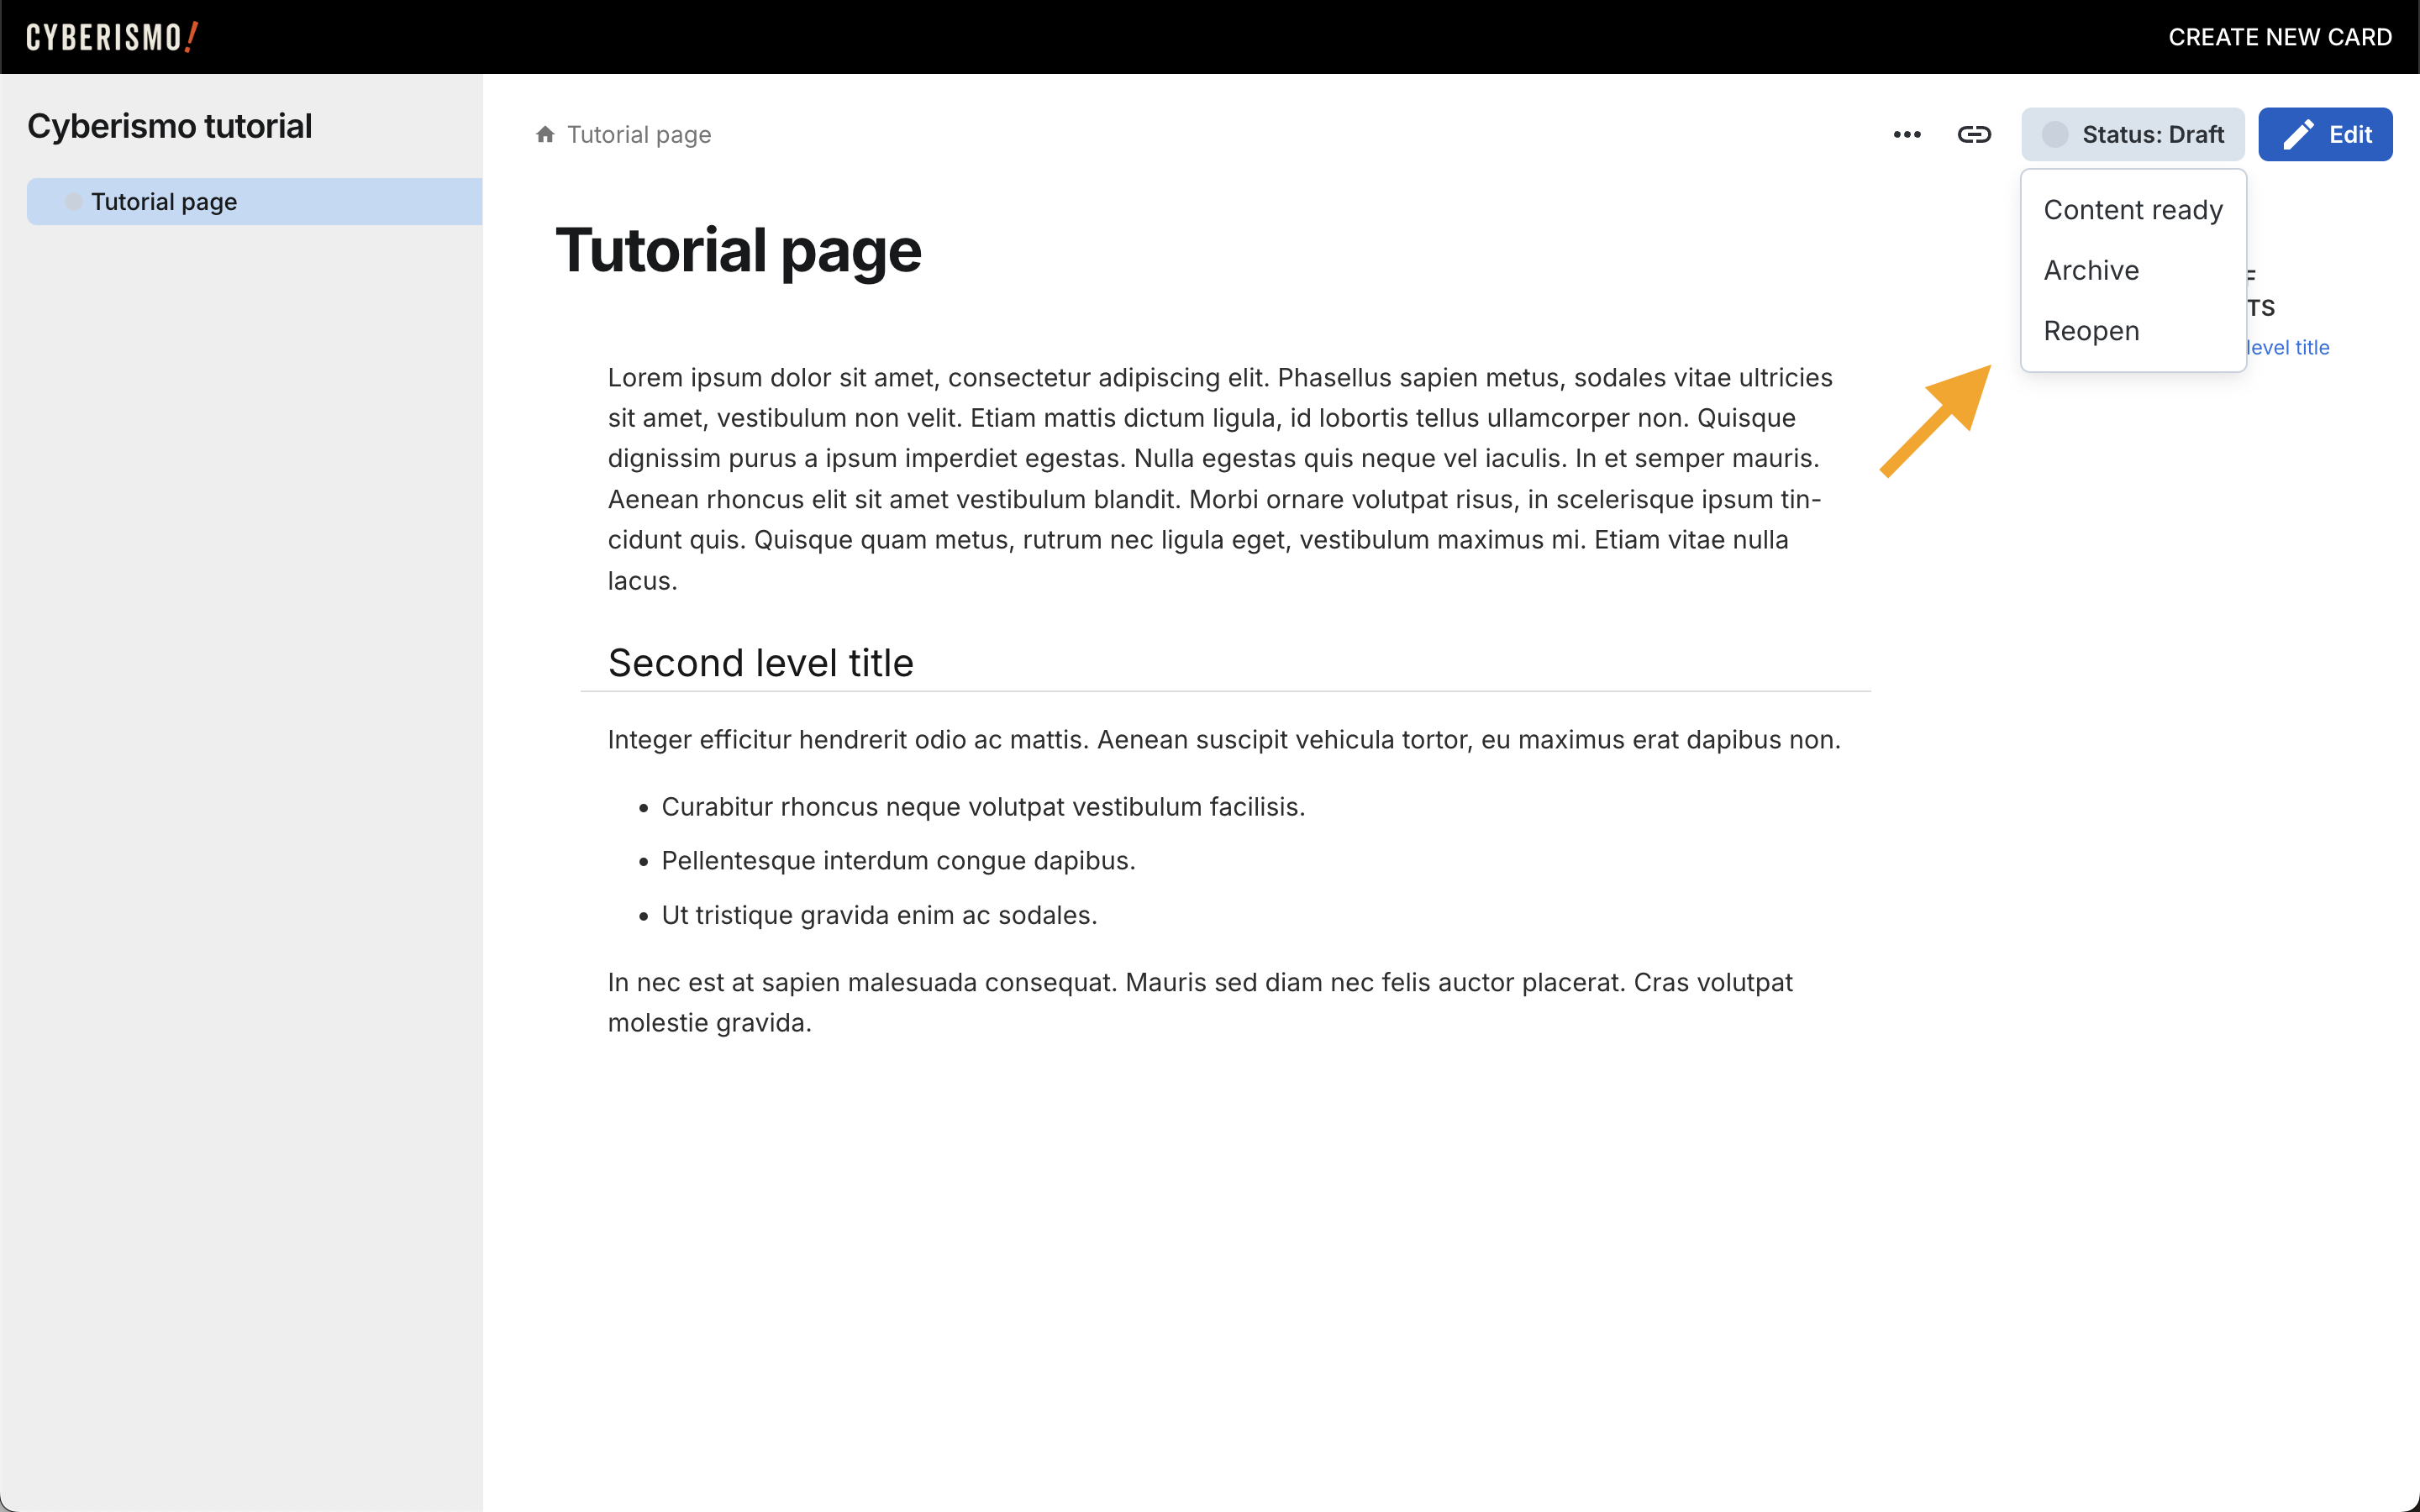 CYBERISMO!
CREATE NEW CARD
Cyberismo tutorial
Tutorial page
Tutorial page
Status: Draft
Edit
Content ready
Archive
Reopen
TS
level title
Tutorial page
Lorem ipsum dolor sit amet, consectetur adipiscing elit. Phasellus sapien metus, sodales vitae ultricies
sit amet, vestibulum non velit. Etiam mattis dictum ligula, id lobortis tellus ullamcorper non. Quisque
dignissim purus a ipsum imperdiet egestas. Nulla egestas quis neque vel iaculis. In et semper mauris.
Aenean rhoncus elit sit amet vestibulum blandit. Morbi ornare volutpat risus, in scelerisque ipsum tin-
cidunt quis. Quisque quam metus, rutrum nec ligula eget, vestibulum maximus mi. Etiam vitae nulla
lacus.
Second level title
Integer efficitur hendrerit odio ac mattis. Aenean suscipit vehicula tortor, eu maximus erat dapibus non.
• Curabitur rhoncus neque volutpat vestibulum facilisis.
• Pellentesque interdum congue dapibus.
• Ut tristique gravida enim ac sodales.
In nec est at sapien malesuada consequat. Mauris sed diam nec felis auctor placerat. Cras volutpat
molestie gravida.